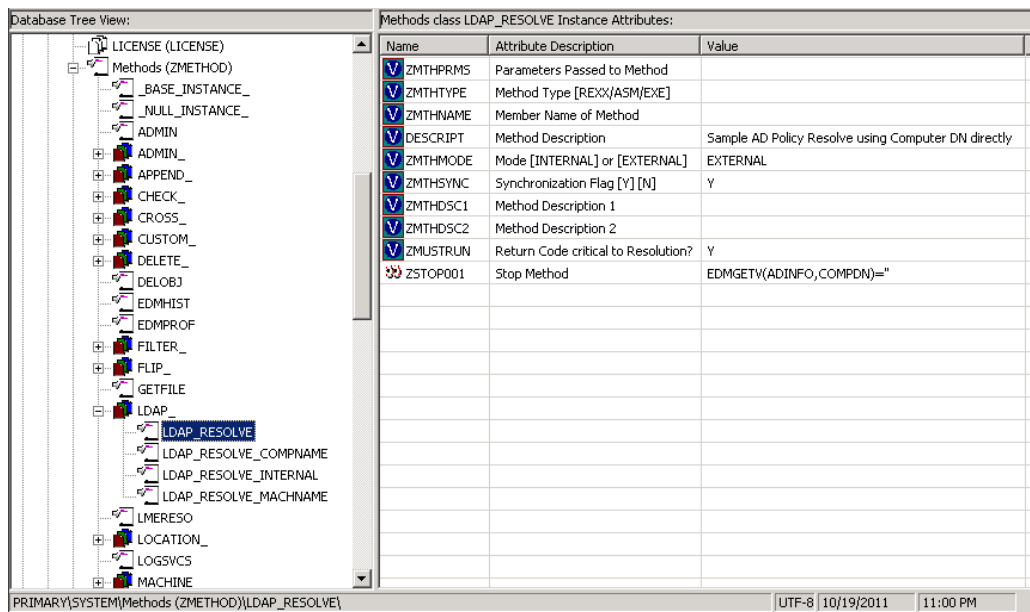 Database Tree View:
LICENSE (LICENSE)
Methods (ZMETHOD)
_BASE_INSTANCE_
_NULL_INSTANCE_
ADMIN
ADMIN_
APPEND_
CHECK_
CROSS_
CUSTOM_
DELETE_
DELOBJ
EDMHIST
EDMPROF
FILTER_
FLIP_
GETFILE
LDAP_
LDAP_RESOLVE
LDAP_RESOLVE_COMPNAME
LDAP_RESOLVE_INTERNAL
LDAP_RESOLVE_MACHNAME
LMERESO
LOCATION_
LOGSVCS
MACHINE
Methods class LDAP_RESOLVE Instance Attributes:
Name Attribute Description Value
V ZMTHPRMS Parameters Passed to Method
V ZMTHTYPE Method Type [REXX/ASM/EXE]
V ZMTHNAME Member Name of Method
V DESCRIPT Method Description Sample AD Policy Resolve using Computer DN directly
V ZMTHMODE Mode [INTERNAL] or [EXTERNAL] EXTERNAL
V ZMTHSYNC Synchronization Flag [Y] [N] Y
V ZMTHDSC1 Method Description 1
V ZMTHDSC2 Method Description 2
V ZMUSTRUN Return Code critical to Resolution? Y
ZSTOP001 Stop Method EDMGETV(ADINFO,COMPDN)=''
PRIMARY\SYSTEM\Methods (ZMETHOD)\LDAP_RESOLVE\ UTF-8 10/19/2011 11:00 PM